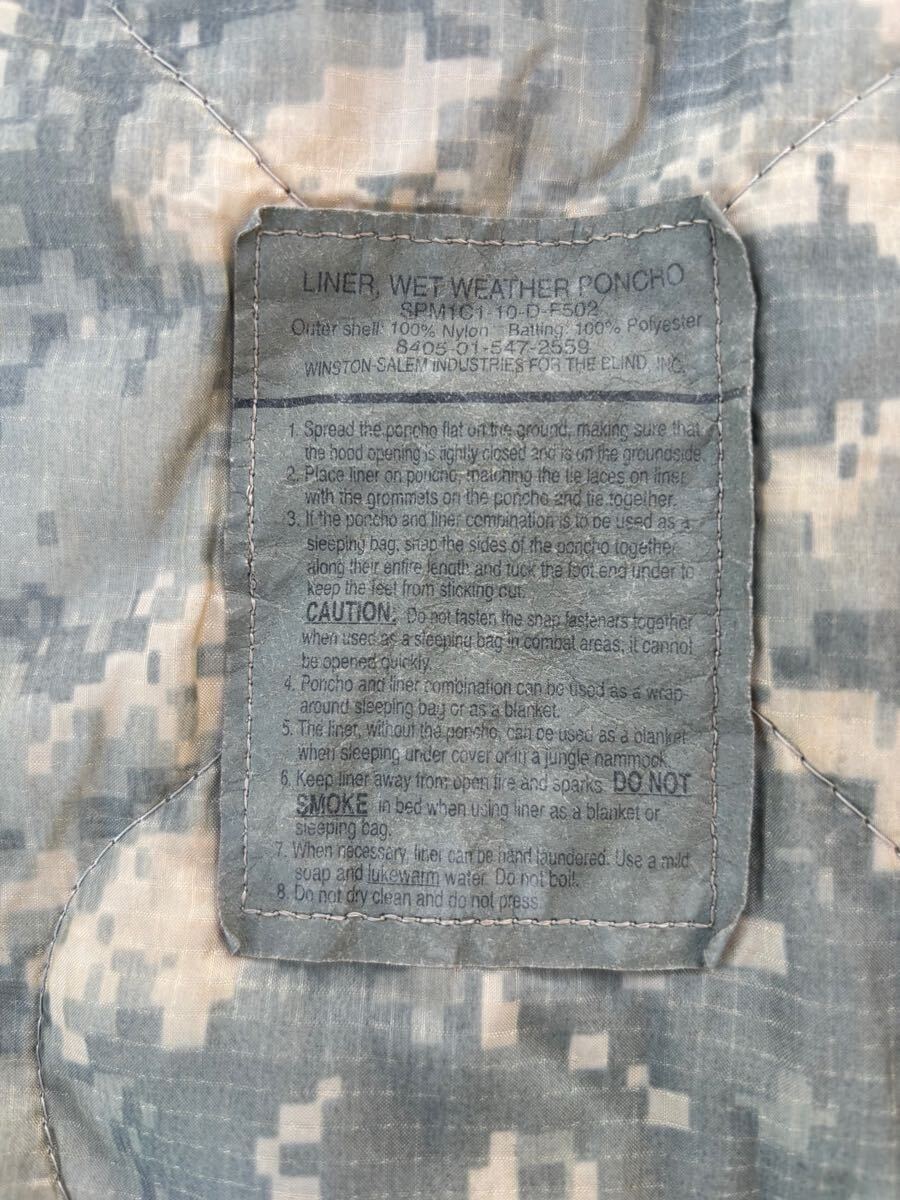 LINER, WET WEATHER PONCHO
SPM1C1-10-D-F502
Outer shell: 100% Nylon Batting: 100% Polyester
8405-01-547-2559
WINSTON-SALEM INDUSTRIES FOR THE BLIND, INC.
1. Spread the poncho flat on the ground, making sure that
the hood opening is tightly closed and is on the groundside.
2. Place liner on poncho, matching the tie laces on liner
with the grommets on the poncho and tie together.
3. If the poncho and liner combination is to be used as a
sleeping bag, snap the sides of the poncho together
along their entire length and tuck the foot end under to
keep the feet from sticking out.
CAUTION: Do not fasten the snap fasteners together
when used as a sleeping bag in combat areas, it cannot
be opened quickly.
4. Poncho and liner combination can be used as a wrap-
around sleeping bag or as a blanket.
5. The liner, without the poncho, can be used as a blanket
when sleeping under cover or in a jungle hammock.
6. Keep liner away from open fire and sparks. DO NOT
SMOKE in bed when using liner as a blanket or
sleeping bag.
7. When necessary, liner can be hand laundered. Use a mild
soap and lukewarm water. Do not boil.
8. Do not dry clean and do not press.